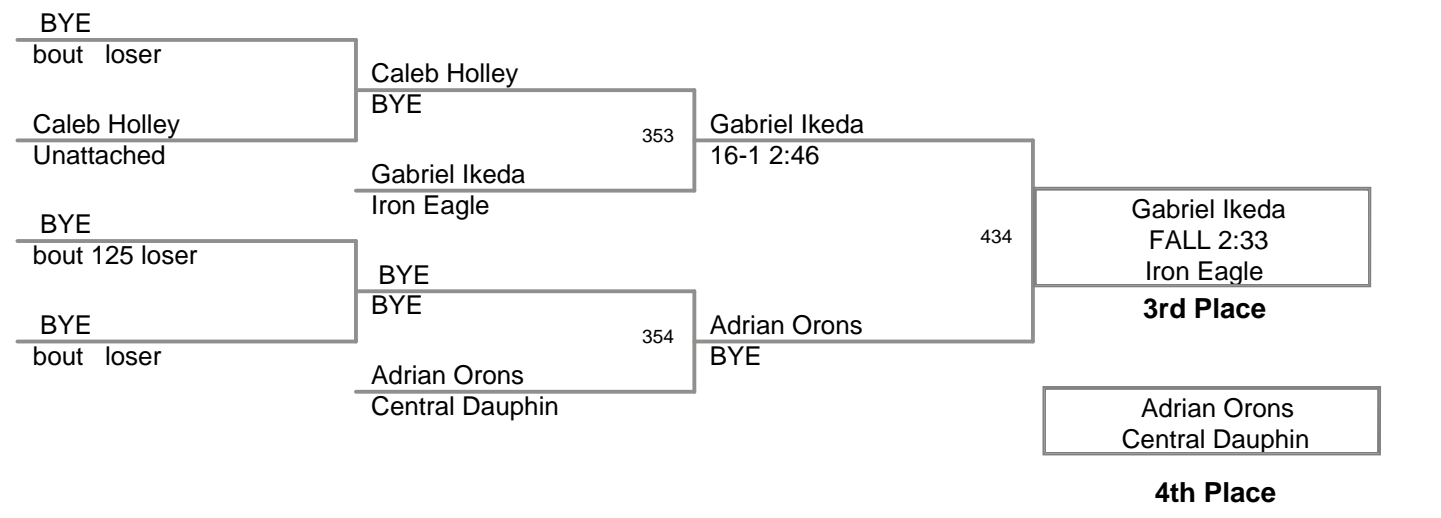 BYE
bout loser
Caleb Holley
Unattached
BYE
bout 125 loser
BYE
bout loser
Caleb Holley
BYE
353
Gabriel Ikeda
Iron Eagle
BYE
BYE
354
Adrian Orons
Central Dauphin
Gabriel Ikeda
16-1 2:46
434
Adrian Orons
BYE
Gabriel Ikeda
FALL 2:33
Iron Eagle
3rd Place
Adrian Orons
Central Dauphin
4th Place